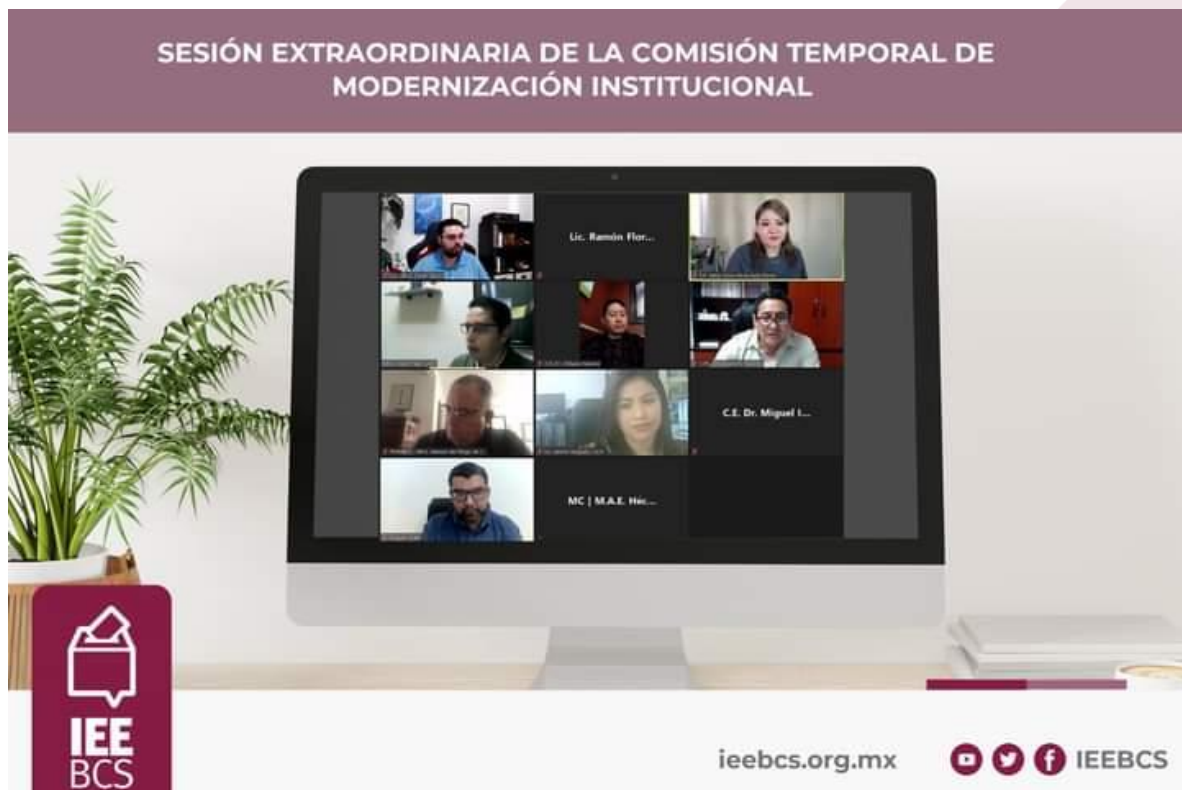 SESIÓN EXTRAORDINARIA DE LA COMISIÓN TEMPORAL DE
MODERNIZACIÓN INSTITUCIONAL
Lic. Ramón Flor...
C.E. Dr. Miguel I...
MC | M.A.E. Héc...
IEE
BCS
ieebcs.org.mx
IEEBCS